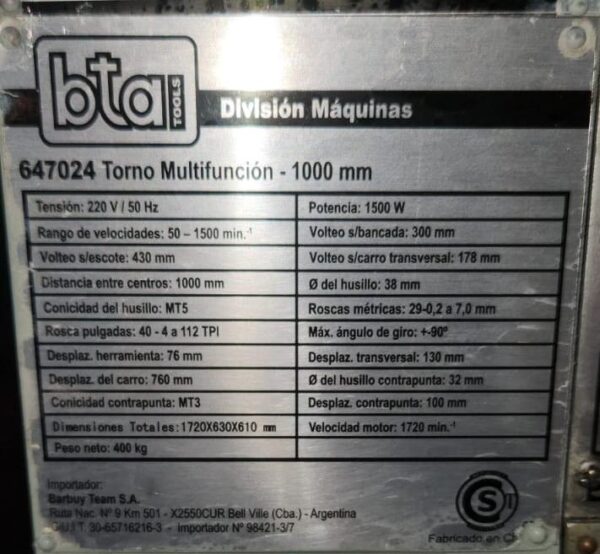 bta
TOOLS
División Máquinas
647024 Torno Multifunción - 1000 mm
Tensión: 220 V / 50 Hz
Potencia: 1500 W
Rango de velocidades: 50 – 1500 min.-¹
Volteo s/bancada: 300 mm
Volteo s/escote: 430 mm
Volteo s/carro transversal: 178 mm
Distancia entre centros: 1000 mm
Ø del husillo: 38 mm
Conicidad del husillo: MT5
Roscas métricas: 29-0,2 a 7,0 mm
Rosca pulgadas: 40 - 4 a 112 TPI
Máx. ángulo de giro: +-90º
Desplaz. herramienta: 76 mm
Desplaz. transversal: 130 mm
Desplaz. del carro: 760 mm
Ø del husillo contrapunta: 32 mm
Conicidad contrapunta: MT3
Desplaz. contrapunta: 100 mm
Dimensiones Totales:1720X630X610 mm
Velocidad motor: 1720 min.-¹
Peso neto: 400 kg
Importador:
Barbuy Team S.A.
Ruta Nac. Nº 9 Km 501 - X2550CUR Bell Ville (Cba.) - Argentina
C.U.I.T. 30-65716216-3 - Importador Nº 98421-3/7
Fabricado en